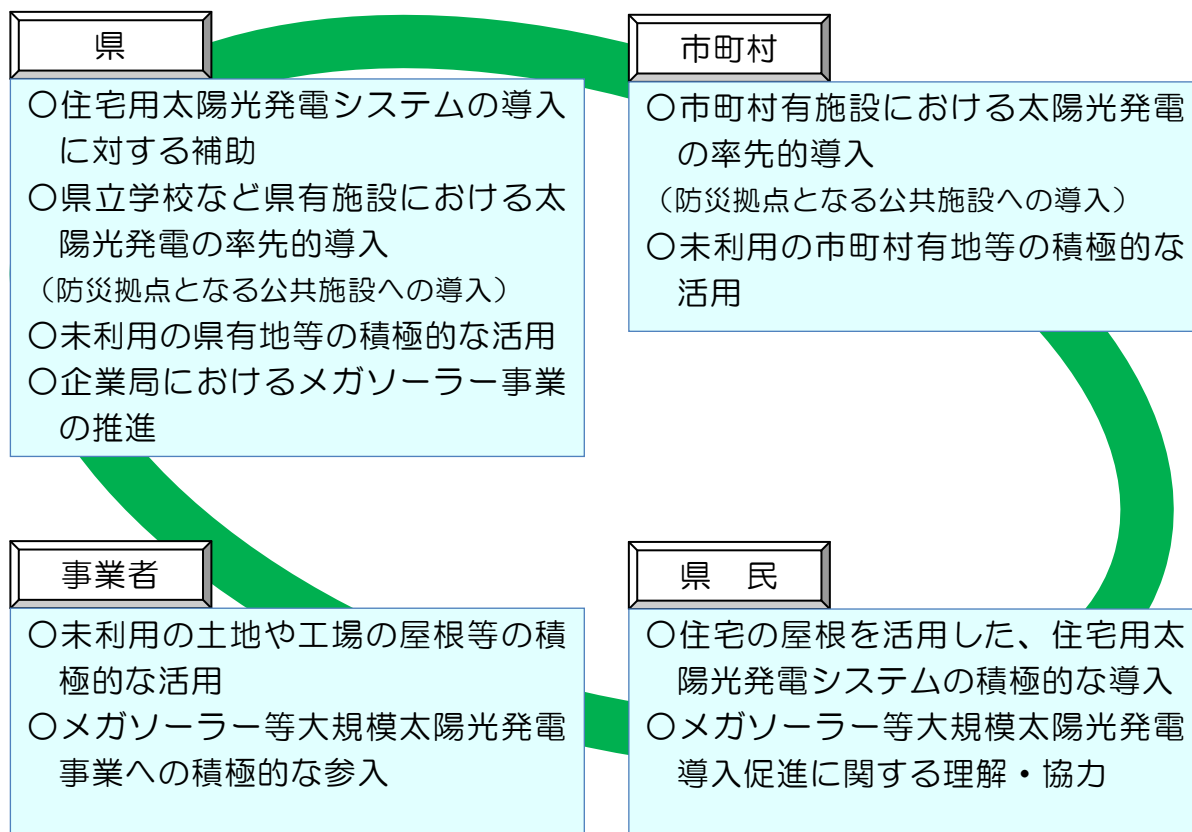 県
〇住宅用太陽光発電システムの導入
に対する補助
〇県立学校など県有施設における太
陽光発電の率先的導入
（防災拠点となる公共施設への導入）
〇未利用の県有地等の積極的な活用
〇企業局におけるメガソーラー事業
の推進
市町村
〇市町村有施設における太陽光発電
の率先的導入
（防災拠点となる公共施設への導入）
〇未利用の市町村有地等の積極的な
活用
事業者
〇未利用の土地や工場の屋根等の積
極的な活用
〇メガソーラー等大規模太陽光発電
事業への積極的な参入
県　民
〇住宅の屋根を活用した、住宅用太
陽光発電システムの積極的な導入
〇メガソーラー等大規模太陽光発電
導入促進に関する理解・協力